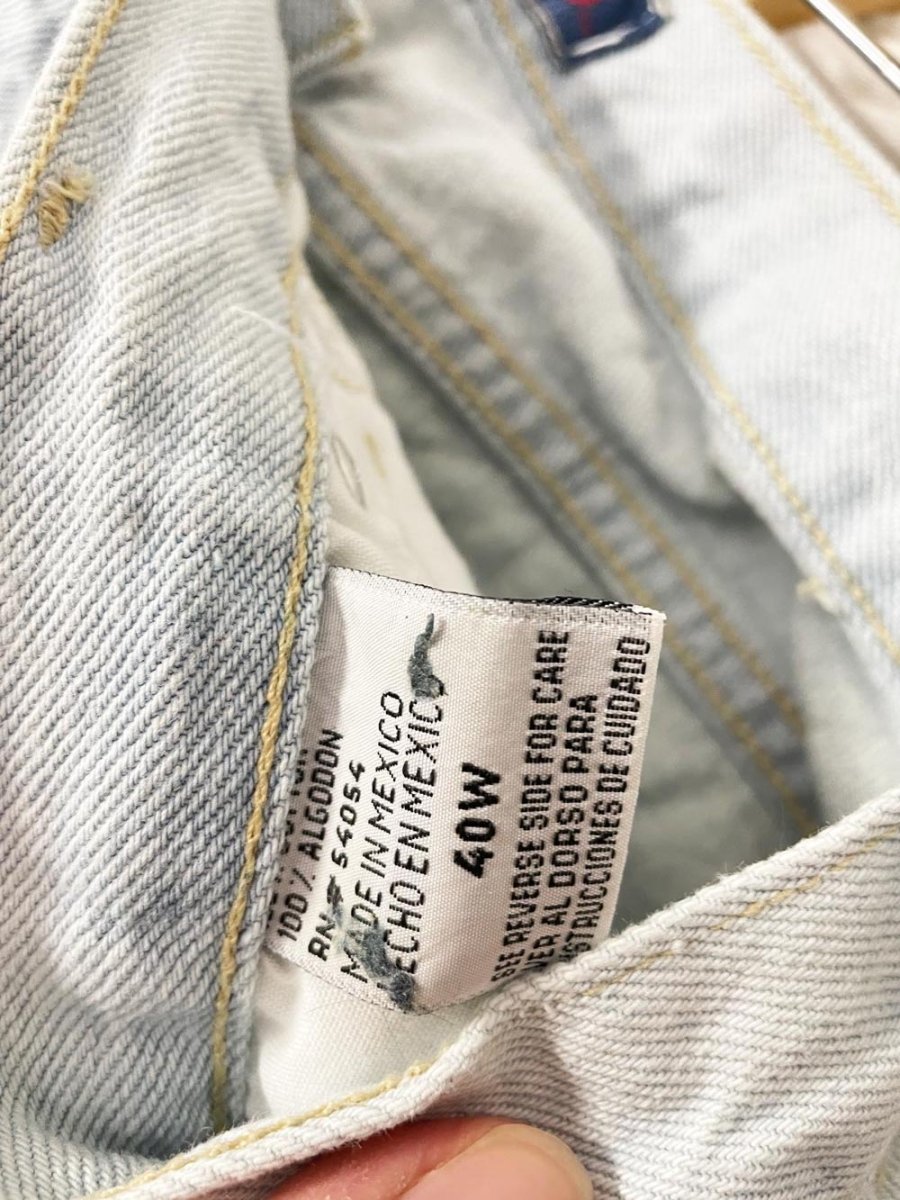 100% ALGODON
RN# 54054
MADE IN MEXICO
HECHO EN MEXICO
40W
SEE REVERSE SIDE FOR CARE
VER AL DORSO PARA
INSTRUCCIONES DE CUIDADO